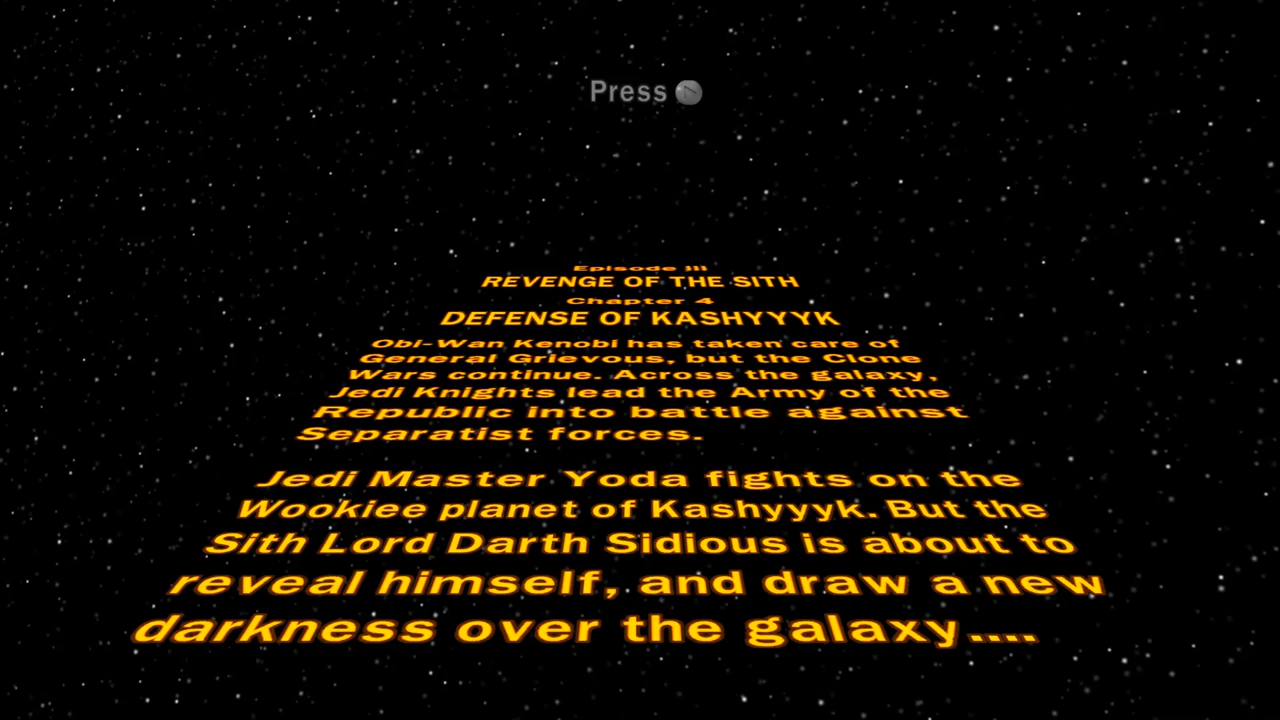 Press
Episode III
REVENGE OF THE SITH
Chapter 4
DEFENSE OF KASHYYYK
Obi-Wan Kenobi has taken care of
General Grievous, but the Clone
Wars continue. Across the galaxy,
Jedi Knights lead the Army of the
Republic into battle against
Separatist forces.
Jedi Master Yoda fights on the
Wookiee planet of Kashyyyk. But the
Sith Lord Darth Sidious is about to
reveal himself, and draw a new
darkness over the galaxy....